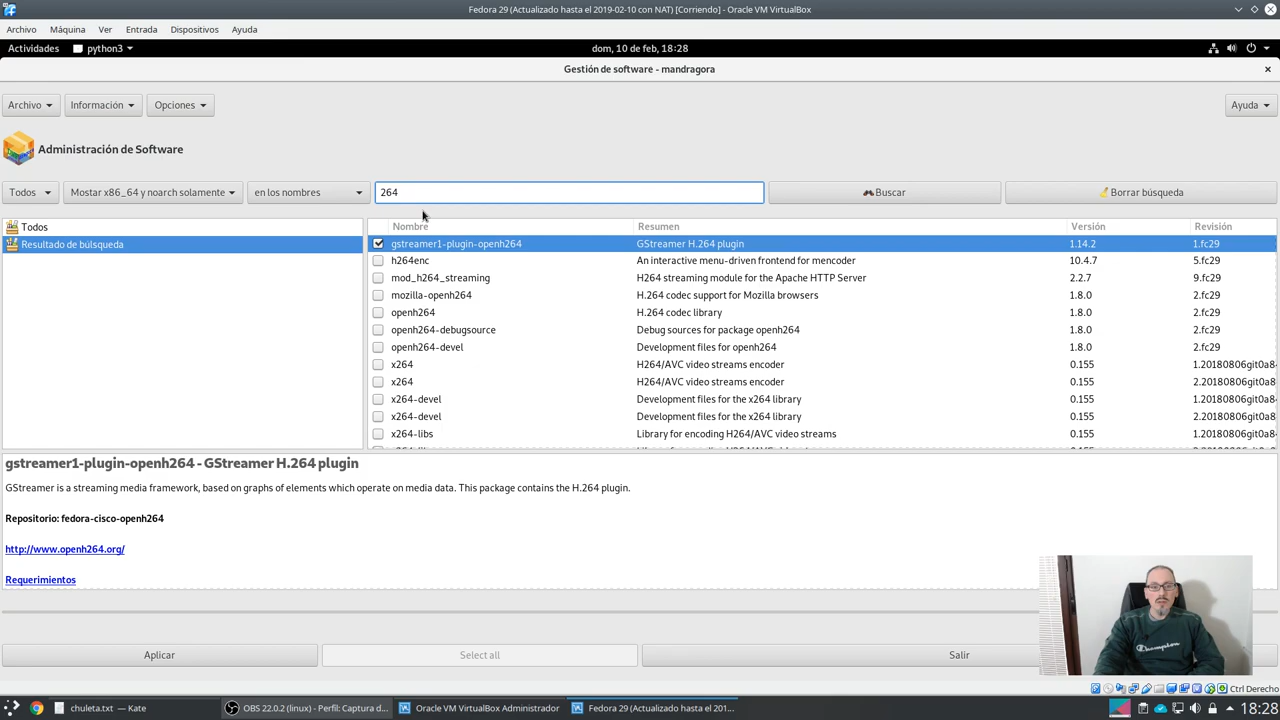 Fedora 29 (Actualizado hasta el 2019-02-10 con NAT) [Corriendo] - Oracle VM VirtualBox
Archivo Máquina Ver Entrada Dispositivos Ayuda
Actividades python3 dom, 10 de feb, 18:28
Gestión de software - mandragora
Archivo Información Opciones Ayuda
Administración de Software
Todos Mostar x86_64 y noarch solamente en los nombres 264 Buscar Borrar búsqueda
Todos
Resultado de búlsqueda
Nombre Resumen Versión Revisión
gstreamer1-plugin-openh264 GStreamer H.264 plugin 1.14.2 1.fc29
h264enc An interactive menu-driven frontend for mencoder 10.4.7 5.fc29
mod_h264_streaming H264 streaming module for the Apache HTTP Server 2.2.7 9.fc29
mozilla-openh264 H.264 codec support for Mozilla browsers 1.8.0 2.fc29
openh264 H.264 codec library 1.8.0 2.fc29
openh264-debugsource Debug sources for package openh264 1.8.0 2.fc29
openh264-devel Development files for openh264 1.8.0 2.fc29
x264 H264/AVC video streams encoder 0.155 1.20180806git0a8
x264 H264/AVC video streams encoder 0.155 2.20180806git0a8
x264-devel Development files for the x264 library 0.155 1.20180806git0a8
x264-devel Development files for the x264 library 0.155 2.20180806git0a8
x264-libs Library for encoding H264/AVC video streams 0.155 1.20180806git0a8
gstreamer1-plugin-openh264 - GStreamer H.264 plugin
GStreamer is a streaming media framework, based on graphs of elements which operate on media data. This package contains the H.264 plugin.
Repositorio: fedora-cisco-openh264
http://www.openh264.org/
Requerimientos
Aplicar Select all Salir
Champion
Ctrl Derecho
chuleta.txt — Kate OBS 22.0.2 (linux) - Perfil: Captura d... Oracle VM VirtualBox Administrador Fedora 29 (Actualizado hasta el 201... 18:28